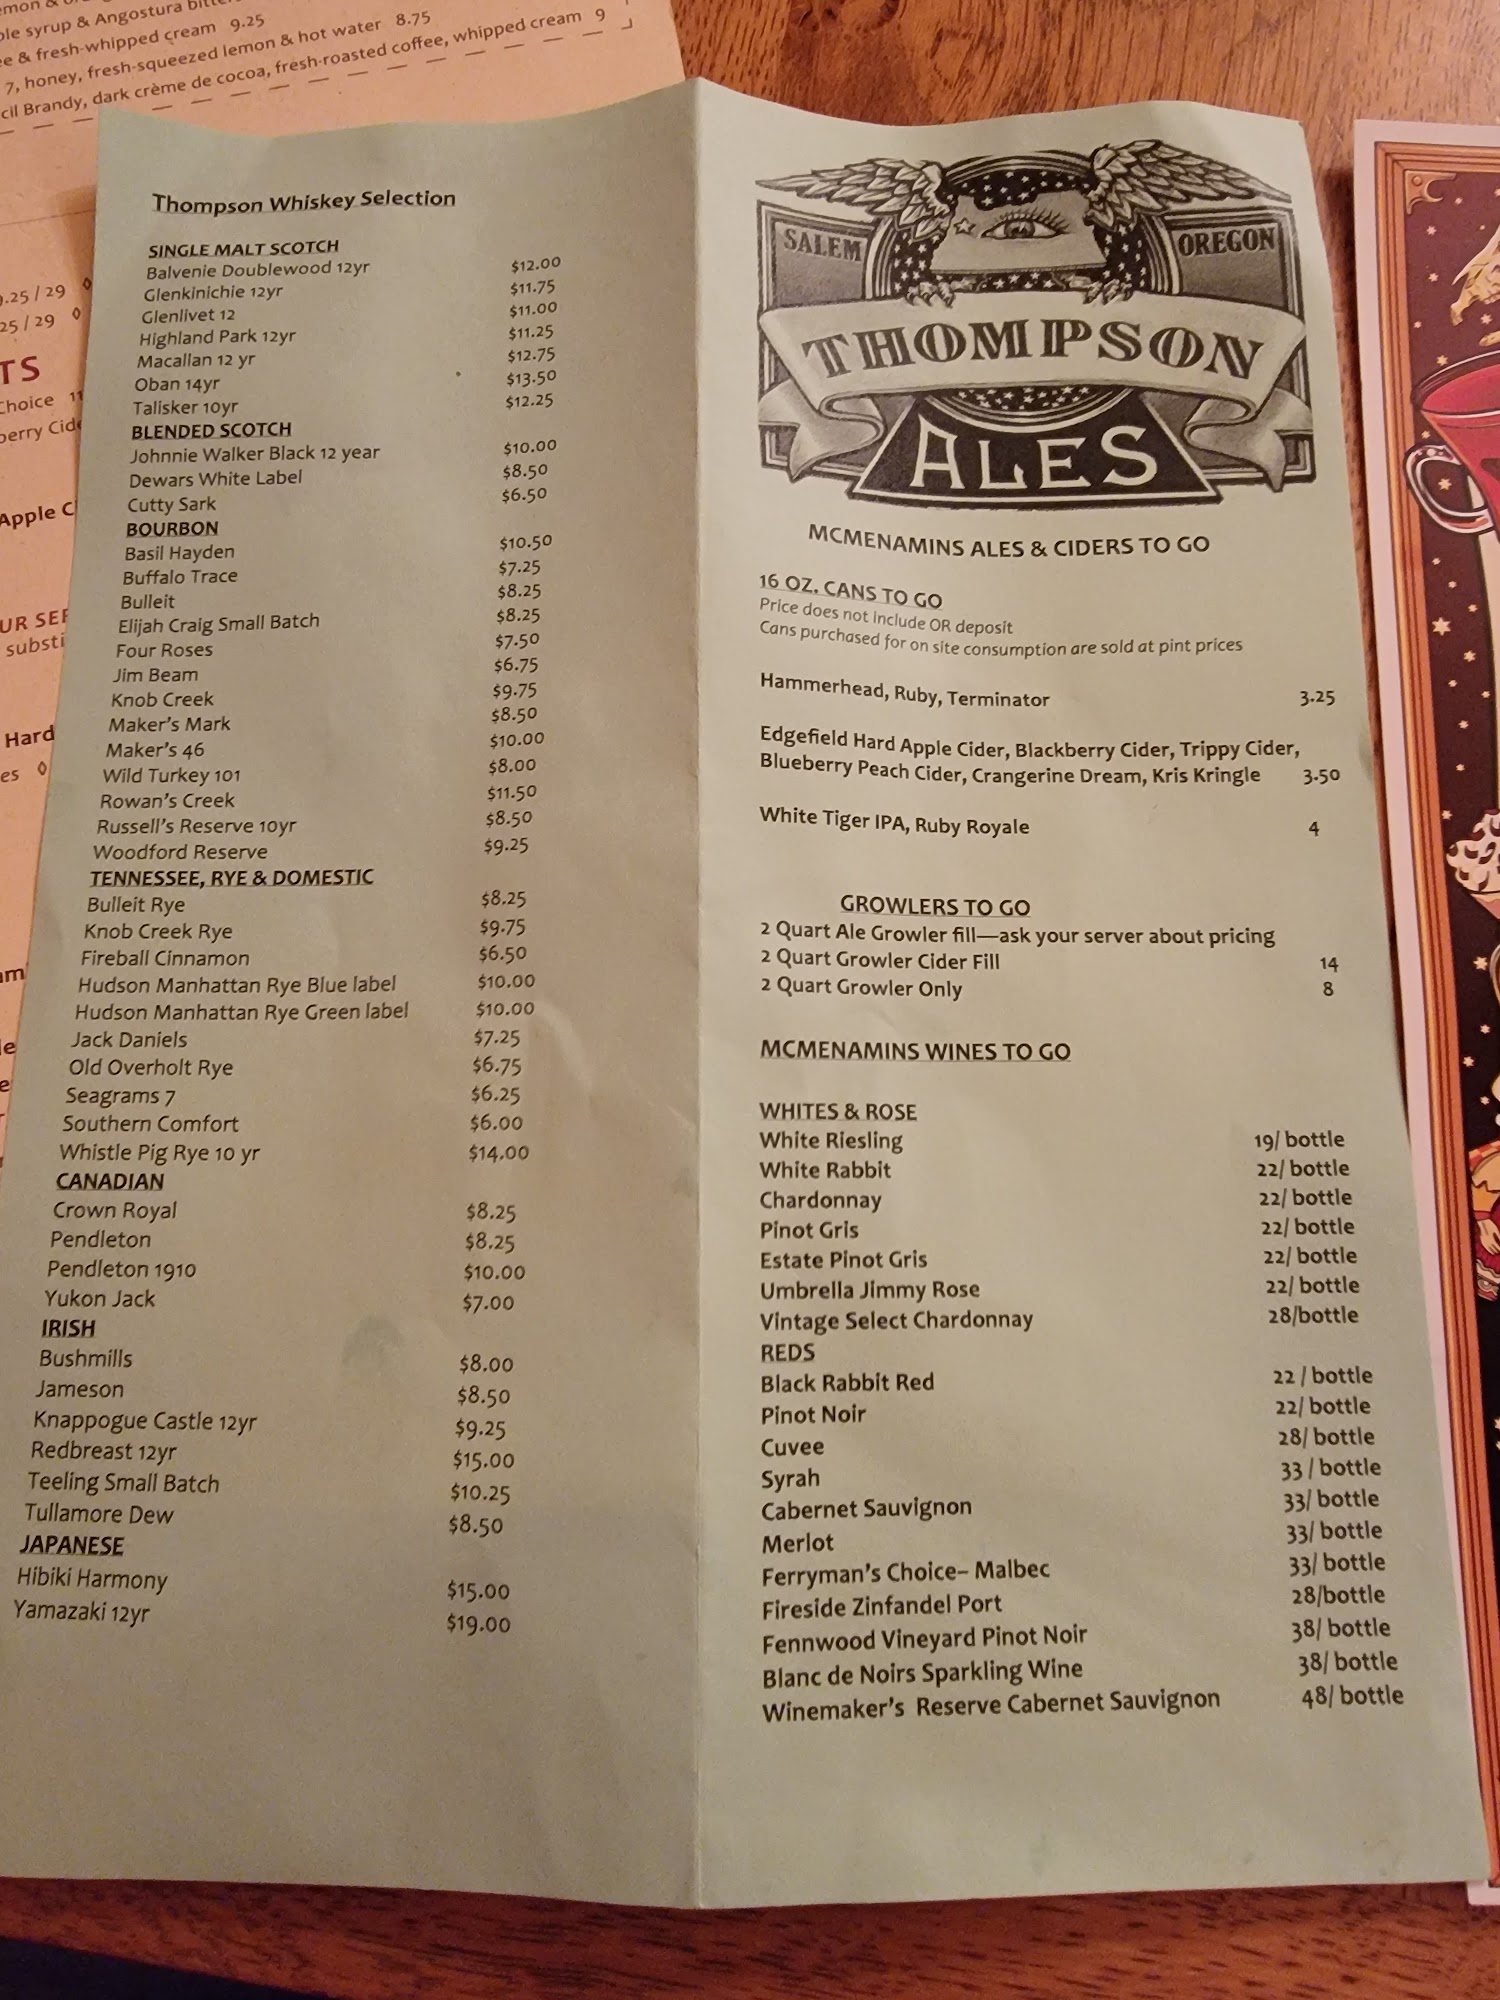 ple syrup & Angostura
& fresh-whipped cream 9.25
7, honey, fresh-squeezed lemon & hot water 8.75
Brandy, dark crème de cocoa, fresh-roasted coffee, whipped cream 9
.25 / 29 ◊
25 / 29 ◊
TS
Choice
Apple
substi
Hard
es ◊
Thompson Whiskey Selection
SINGLE MALT SCOTCH
Balvenie Doublewood 12yr $12.00
Glenkinichie 12yr $11.75
Glenlivet 12 $11.00
Highland Park 12yr $11.25
Macallan 12 yr $12.75
Oban 14yr $13.50
Talisker 10yr $12.25
BLENDED SCOTCH
Johnnie Walker Black 12 year $10.00
Dewars White Label $8.50
Cutty Sark $6.50
BOURBON
Basil Hayden $10.50
Buffalo Trace $7.25
Bulleit $8.25
Elijah Craig Small Batch $8.25
Four Roses $7.50
Jim Beam $6.75
Knob Creek $9.75
Maker's Mark $8.50
Maker's 46 $10.00
Wild Turkey 101 $8.00
Rowan's Creek $11.50
Russell's Reserve 10yr $8.50
Woodford Reserve $9.25
TENNESSEE, RYE & DOMESTIC
Bulleit Rye $8.25
Knob Creek Rye $9.75
Fireball Cinnamon $6.50
Hudson Manhattan Rye Blue label $10.00
Hudson Manhattan Rye Green label $10.00
Jack Daniels $7.25
Old Overholt Rye $6.75
Seagrams 7 $6.25
Southern Comfort $6.00
Whistle Pig Rye 10 yr $14.00
CANADIAN
Crown Royal $8.25
Pendleton $8.25
Pendleton 1910 $10.00
Yukon Jack $7.00
IRISH
Bushmills $8.00
Jameson $8.50
Knappogue Castle 12yr $9.25
Redbreast 12yr $15.00
Teeling Small Batch $10.25
Tullamore Dew $8.50
JAPANESE
Hibiki Harmony $15.00
Yamazaki 12yr $19.00
SALEM OREGON
THOMPSON
ALES
MCMENAMINS ALES & CIDERS TO GO
16 OZ. CANS TO GO
Price does not include OR deposit
Cans purchased for on site consumption are sold at pint prices
Hammerhead, Ruby, Terminator 3.25
Edgefield Hard Apple Cider, Blackberry Cider, Trippy Cider,
Blueberry Peach Cider, Crangerine Dream, Kris Kringle 3.50
White Tiger IPA, Ruby Royale 4
GROWLERS TO GO
2 Quart Ale Growler fill—ask your server about pricing
2 Quart Growler Cider Fill 14
2 Quart Growler Only 8
MCMENAMINS WINES TO GO
WHITES & ROSE
White Riesling 19/ bottle
White Rabbit 22/ bottle
Chardonnay 22/ bottle
Pinot Gris 22/ bottle
Estate Pinot Gris 22/ bottle
Umbrella Jimmy Rose 22/ bottle
Vintage Select Chardonnay 28/bottle
REDS
Black Rabbit Red 22 / bottle
Pinot Noir 22/ bottle
Cuvee 28/ bottle
Syrah 33 / bottle
Cabernet Sauvignon 33/ bottle
Merlot 33/ bottle
Ferryman's Choice– Malbec 33/ bottle
Fireside Zinfandel Port 28/bottle
Fennwood Vineyard Pinot Noir 38/ bottle
Blanc de Noirs Sparkling Wine 38/ bottle
Winemaker's Reserve Cabernet Sauvignon 48/ bottle